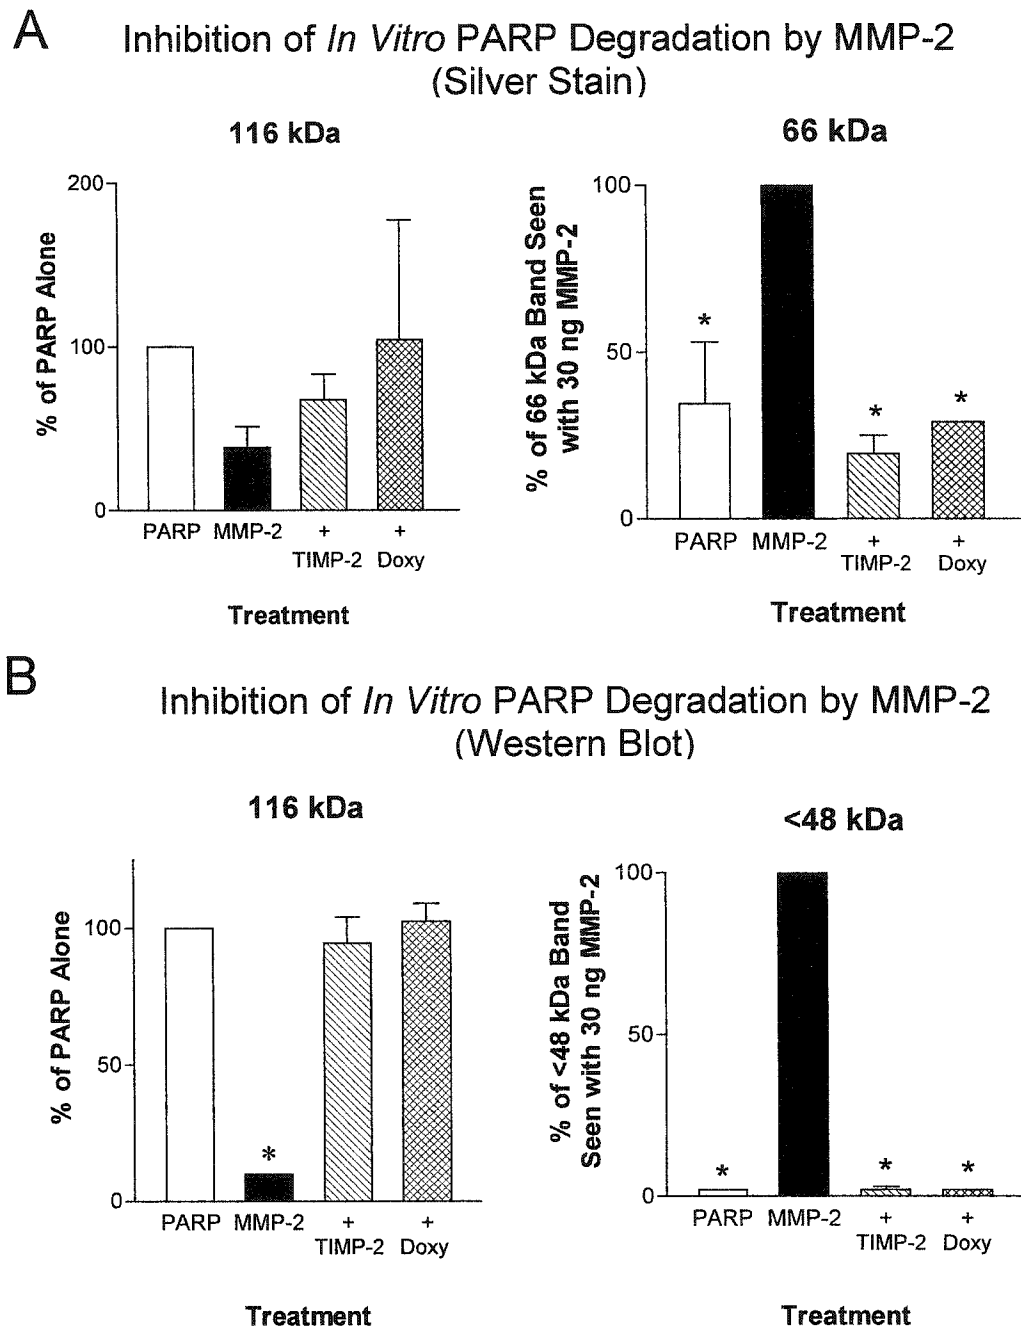 A
Inhibition of In Vitro PARP Degradation by MMP-2
(Silver Stain)
116 kDa
% of PARP Alone
200
100
0
PARP MMP-2 + +
TIMP-2 Doxy
Treatment
66 kDa
% of 66 kDa Band Seen
with 30 ng MMP-2
100
50
0
*
*
*
PARP MMP-2 + +
TIMP-2 Doxy
Treatment
B
Inhibition of In Vitro PARP Degradation by MMP-2
(Western Blot)
116 kDa
% of PARP Alone
100
50
0
*
PARP MMP-2 + +
TIMP-2 Doxy
Treatment
<48 kDa
% of <48 kDa Band
Seen with 30 ng MMP-2
100
50
0
*
*
*
PARP MMP-2 + +
TIMP-2 Doxy
Treatment